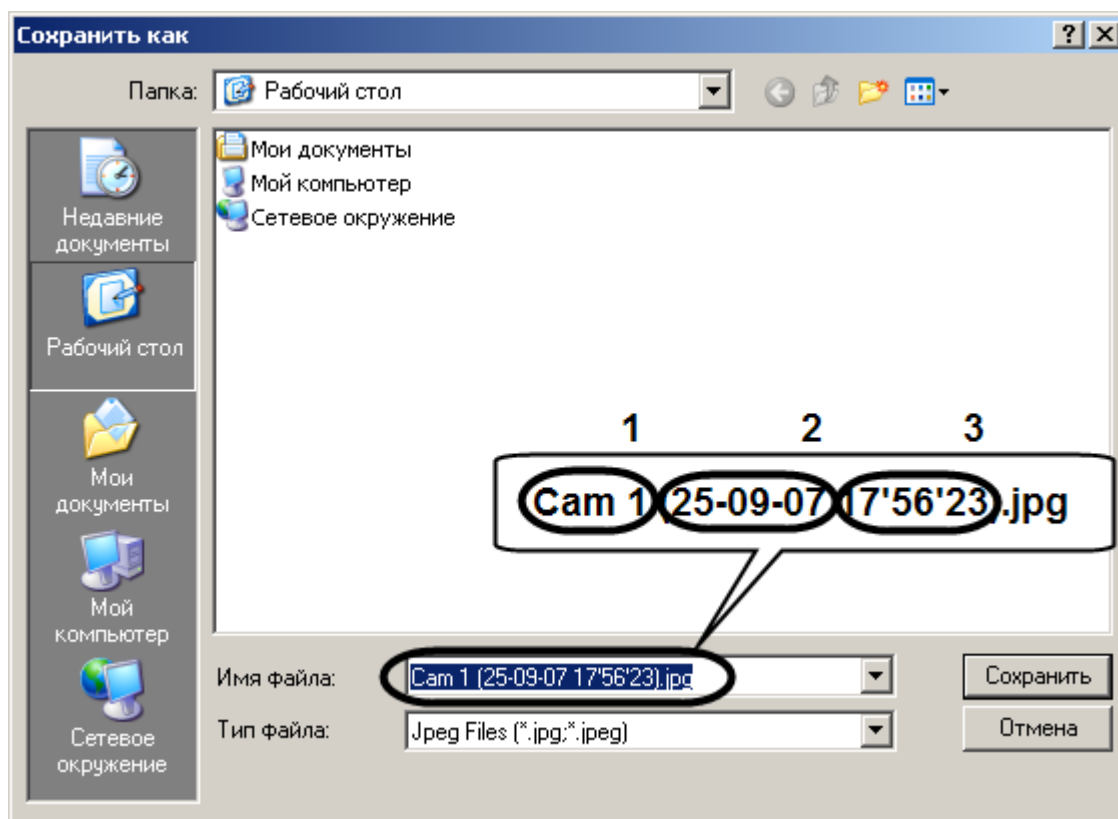 Сохранить как
Папка:
Рабочий стол
Недавние
документы
Рабочий стол
Мои
документы
Мой
компьютер
Сетевое
окружение
Мои документы
Мой компьютер
Сетевое окружение
1 2 3
Cam 1 (25-09-07 17'56'23).jpg
Имя файла:
Cam 1 (25-09-07 17'56'23).jpg
Сохранить
Тип файла:
Jpeg Files (*.jpg;*.jpeg)
Отмена